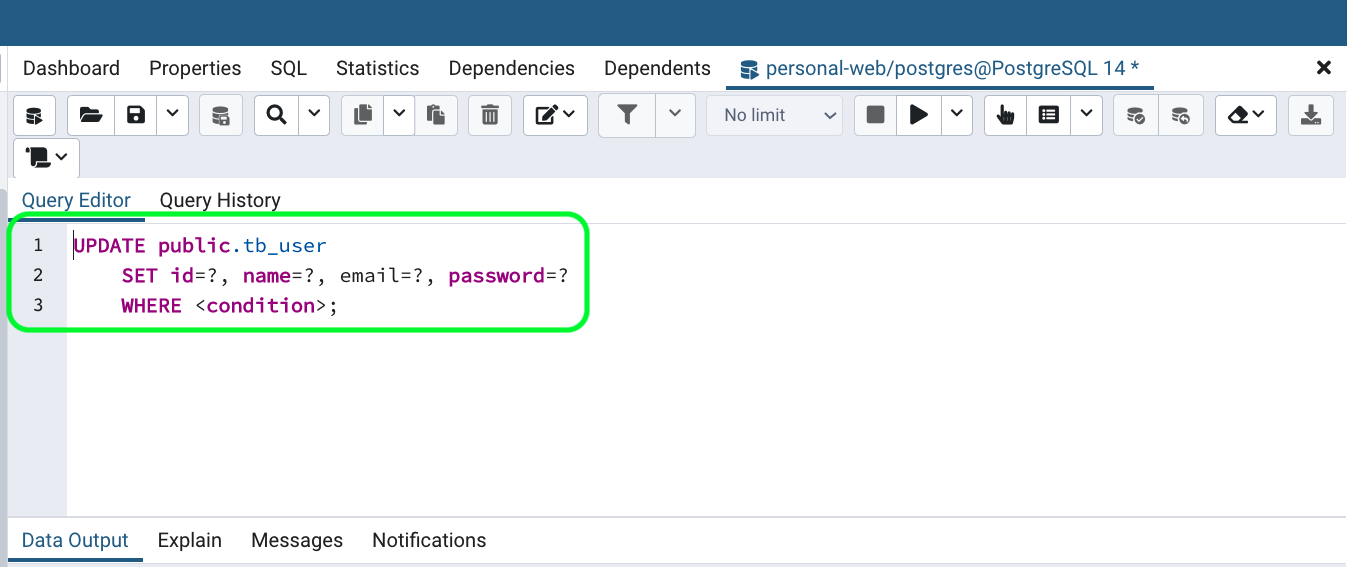 Dashboard Properties SQL Statistics Dependencies Dependents personal-web/postgres@PostgreSQL 14 *
No limit
Query Editor Query History
1 UPDATE public.tb_user
2 SET id=?, name=?, email=?, password=?
3 WHERE <condition>;
Data Output Explain Messages Notifications